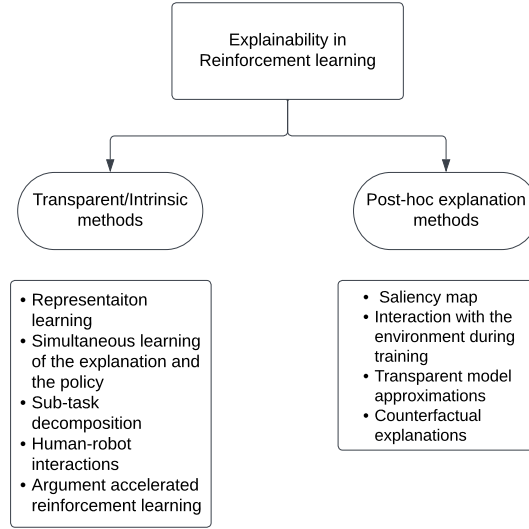 Explainability in
Reinforcement learning
Transparent/Intrinsic
methods
Post-hoc explanation
methods
• Representaiton
learning
• Simultaneous learning
of the explanation and
the policy
• Sub-task
decomposition
• Human-robot
interactions
• Argument accelerated
reinforcement learning
• Saliency map
• Interaction with the
environment during
training
• Transparent model
approximations
• Counterfactual
explanations